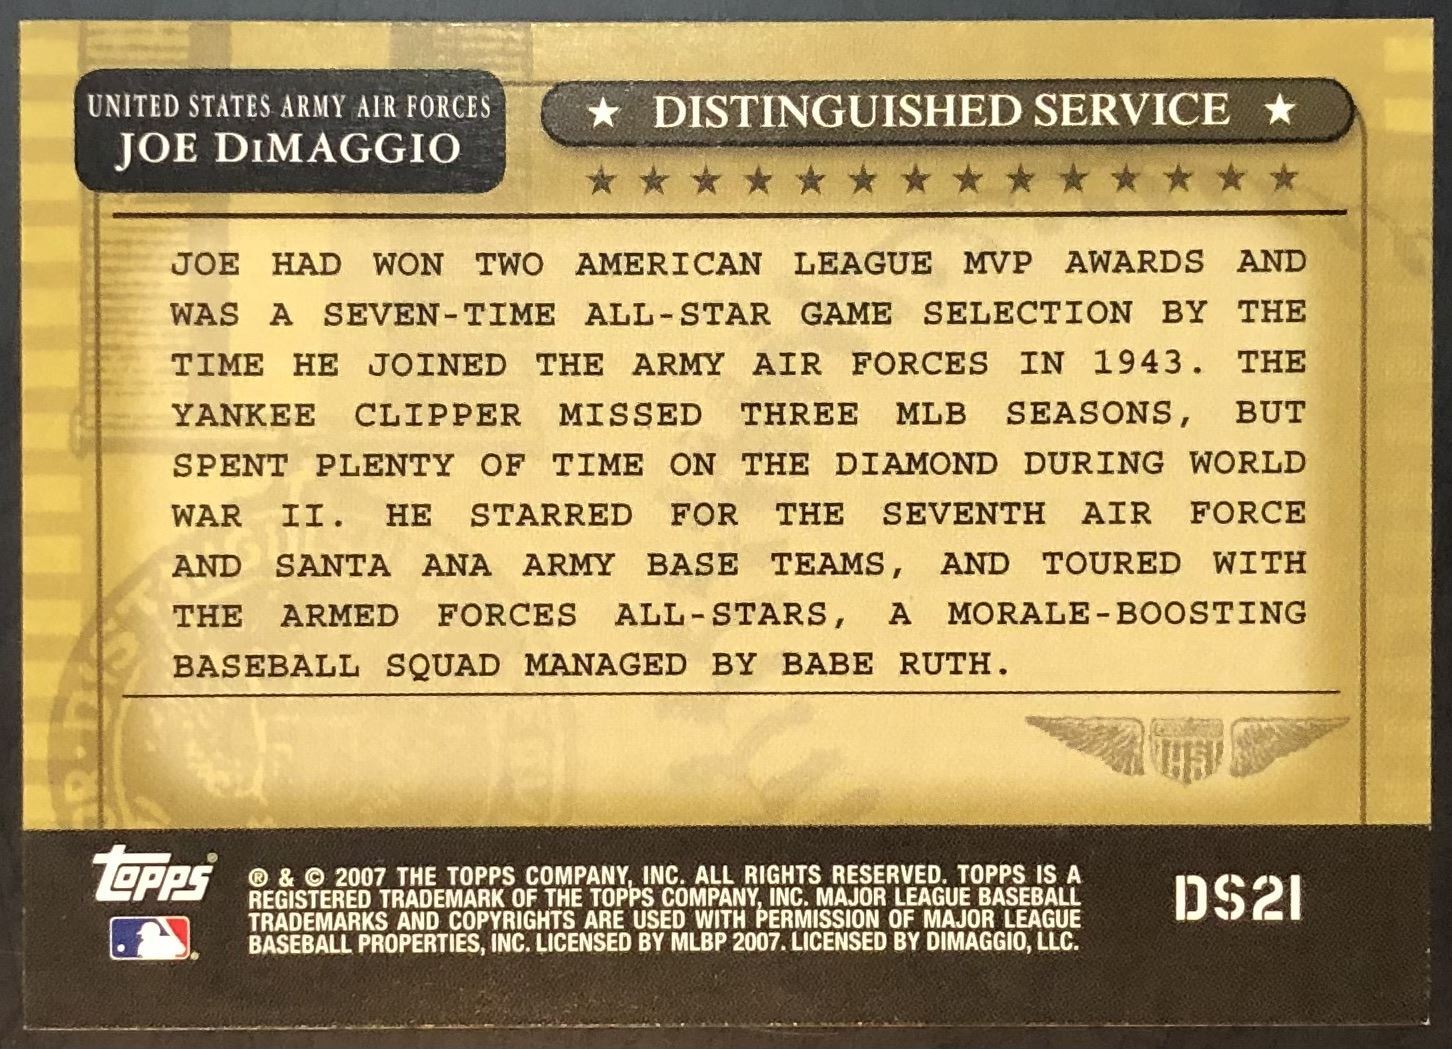 UNITED STATES ARMY AIR FORCES
JOE DiMAGGIO
★ DISTINGUISHED SERVICE ★
JOE HAD WON TWO AMERICAN LEAGUE MVP AWARDS AND
WAS A SEVEN-TIME ALL-STAR GAME SELECTION BY THE
TIME HE JOINED THE ARMY AIR FORCES IN 1943. THE
YANKEE CLIPPER MISSED THREE MLB SEASONS, BUT
SPENT PLENTY OF TIME ON THE DIAMOND DURING WORLD
WAR II. HE STARRED FOR THE SEVENTH AIR FORCE
AND SANTA ANA ARMY BASE TEAMS, AND TOURED WITH
THE ARMED FORCES ALL-STARS, A MORALE-BOOSTING
BASEBALL SQUAD MANAGED BY BABE RUTH.
US
Topps®
® & © 2007 THE TOPPS COMPANY, INC. ALL RIGHTS RESERVED. TOPPS IS A
REGISTERED TRADEMARK OF THE TOPPS COMPANY, INC. MAJOR LEAGUE BASEBALL
TRADEMARKS AND COPYRIGHTS ARE USED WITH PERMISSION OF MAJOR LEAGUE
BASEBALL PROPERTIES, INC. LICENSED BY MLBP 2007. LICENSED BY DIMAGGIO, LLC.
DS21